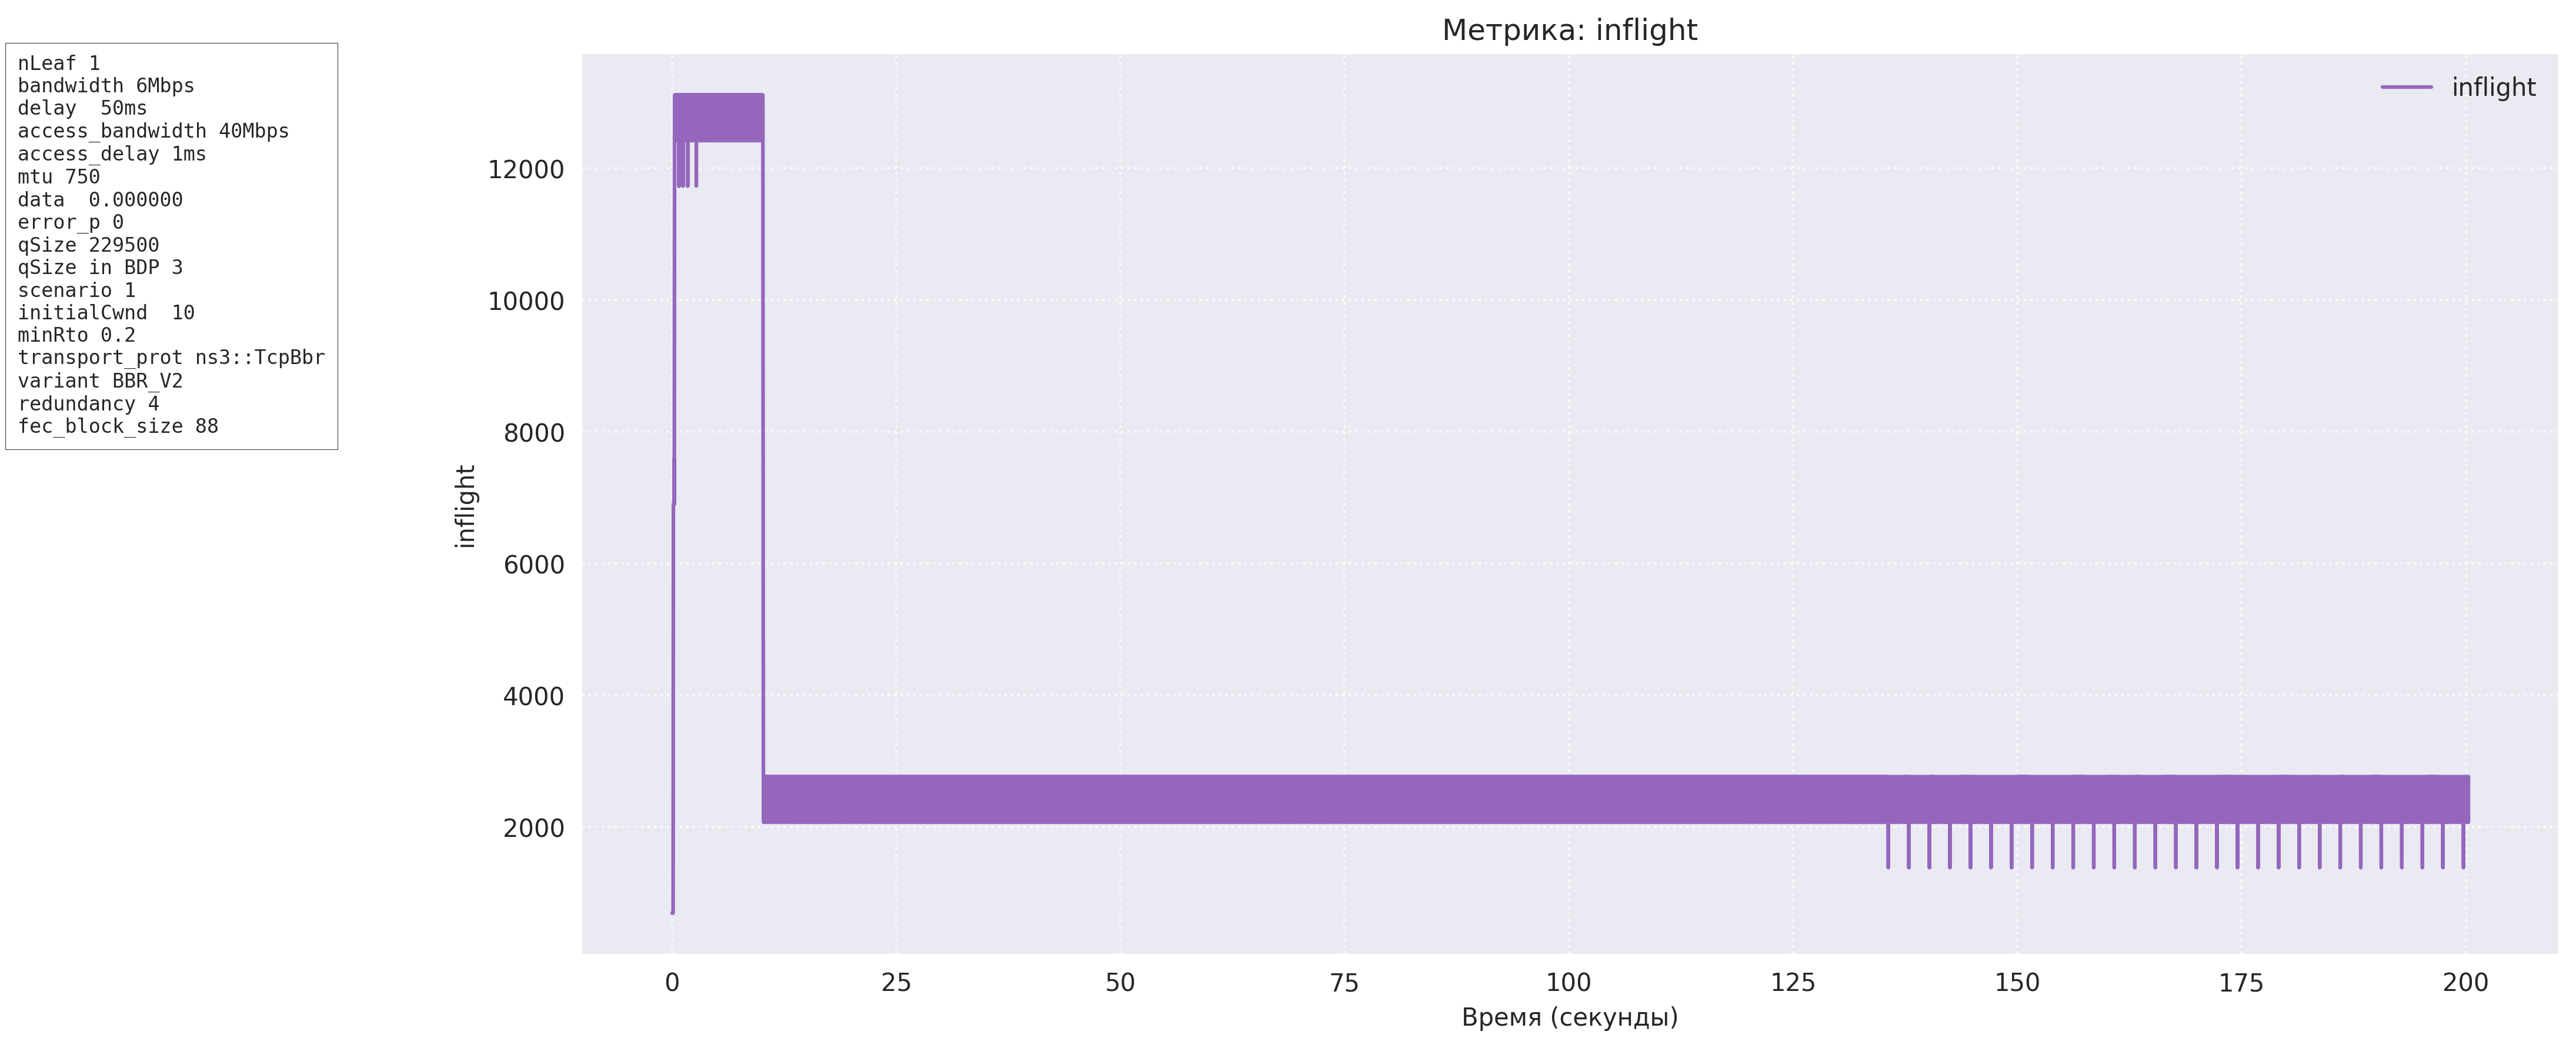 Метрика: inflight
nLeaf 1
bandwidth 6Mbps
delay  50ms
access_bandwidth 40Mbps
access_delay 1ms
mtu 750
data  0.000000
error_p 0
qSize 229500
qSize in BDP 3
scenario 1
initialCwnd  10
minRto 0.2
transport_prot ns3::TcpBbr
variant BBR_V2
redundancy 4
fec_block_size 88
inflight
12000
10000
8000
6000
4000
2000
inflight
0 25 50 75 100 125 150 175 200
Время (секунды)